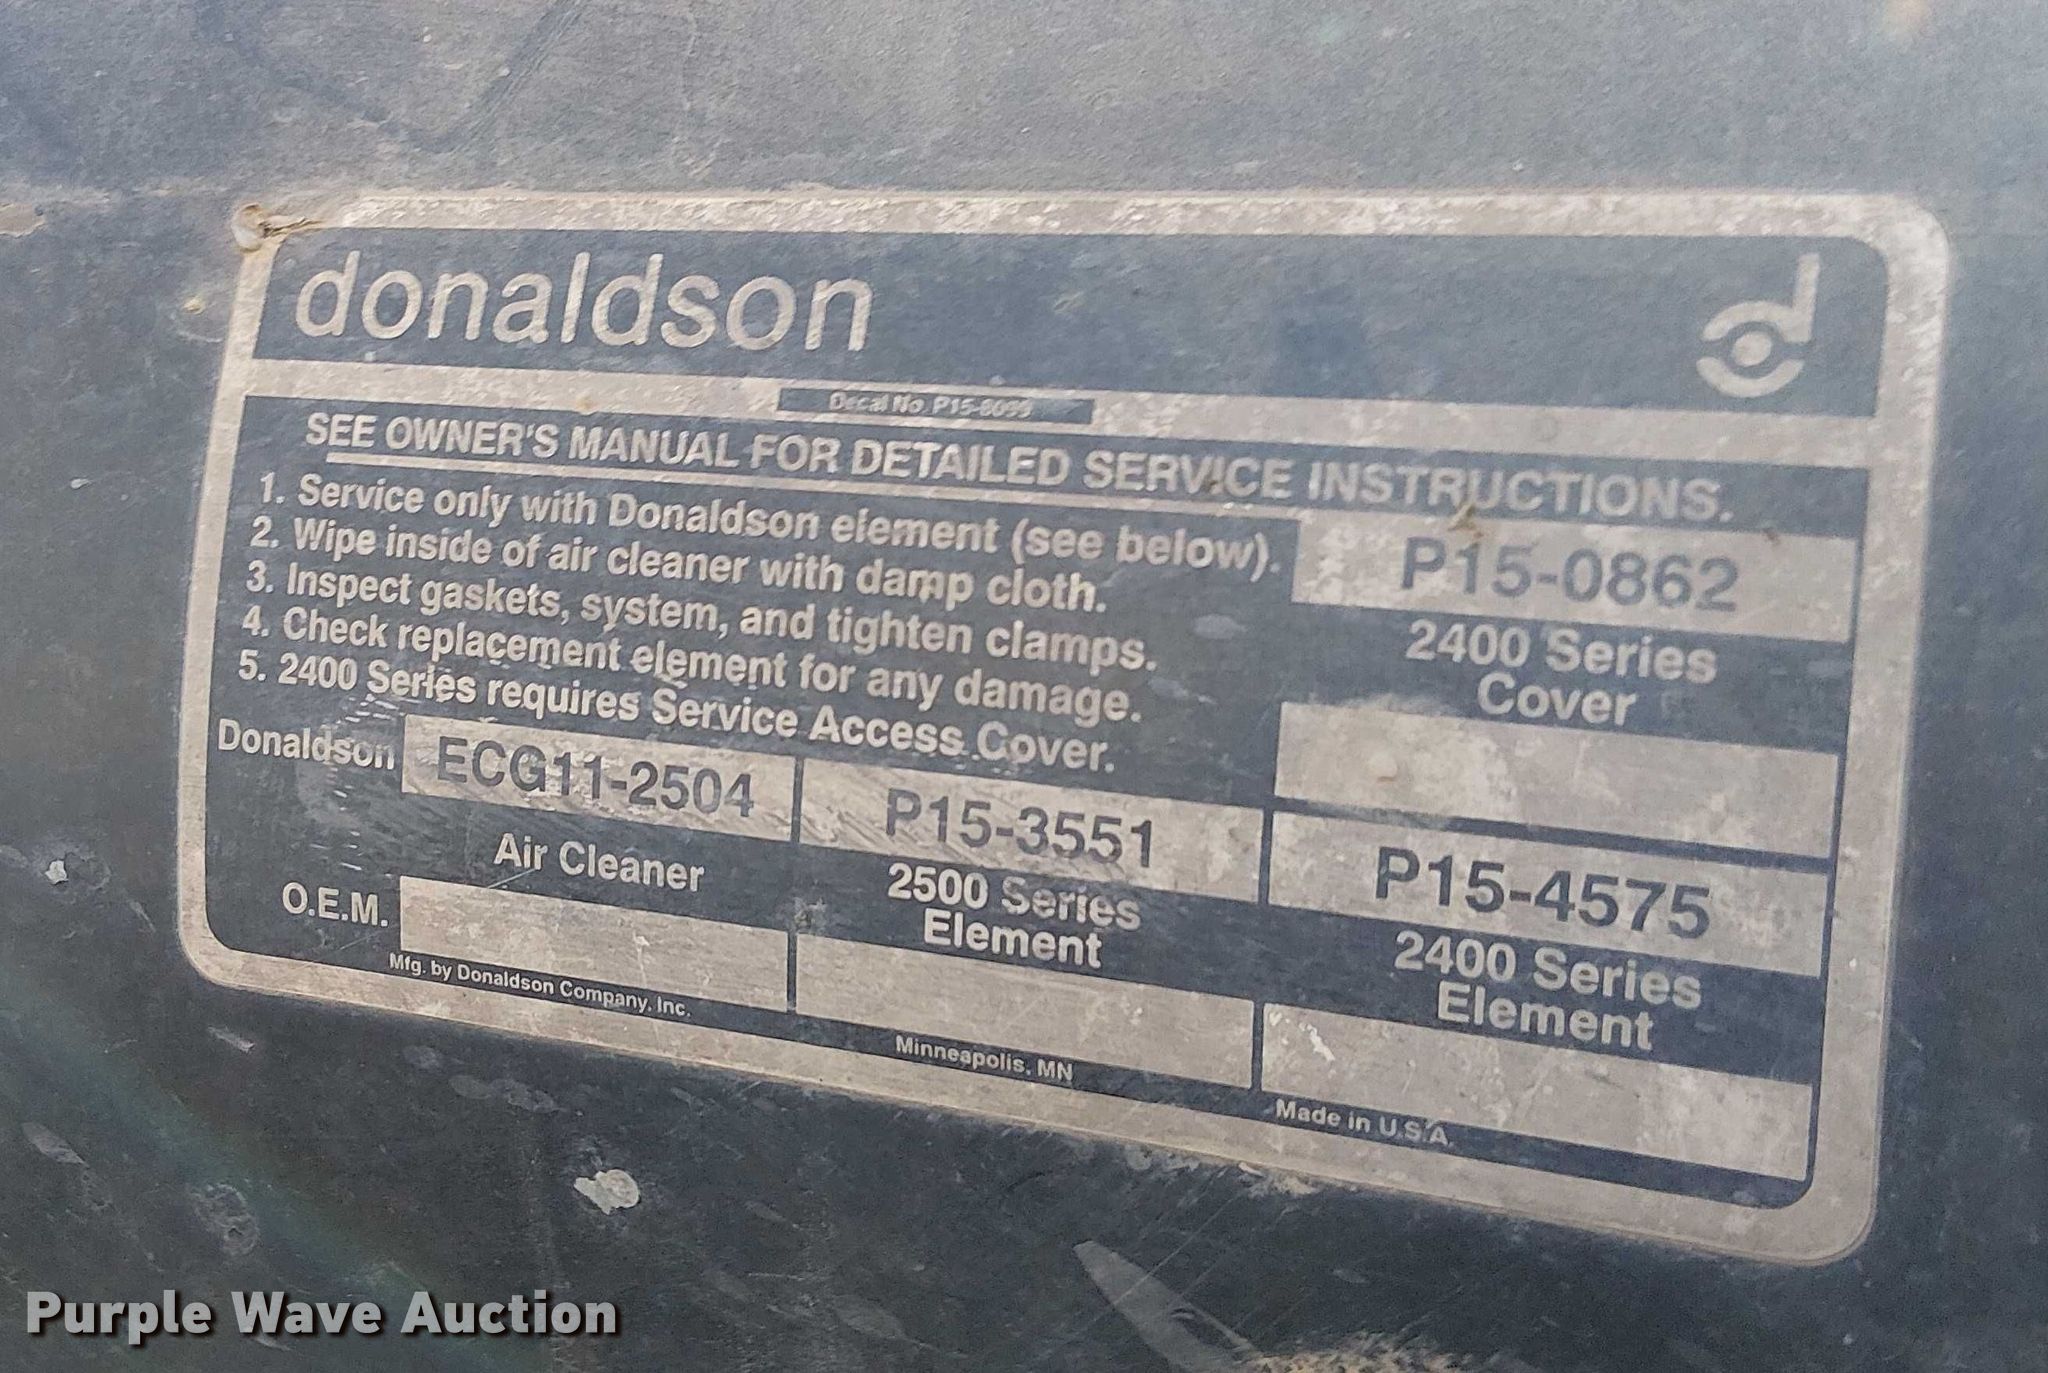 donaldson
Decal No. P15-8099
SEE OWNER'S MANUAL FOR DETAILED SERVICE INSTRUCTIONS.
1. Service only with Donaldson element (see below).
2. Wipe inside of air cleaner with damp cloth.
3. Inspect gaskets, system, and tighten clamps.
4. Check replacement element for any damage.
5. 2400 Series requires Service Access Cover.
P15-0862
2400 Series
Cover
Donaldson ECG11-2504 P15-3551 P15-4575
Air Cleaner
2500 Series
Element
2400 Series
Element
O.E.M.
Mfg. by Donaldson Company, Inc. Minneapolis, MN Made in U.S.A.
Purple Wave Auction